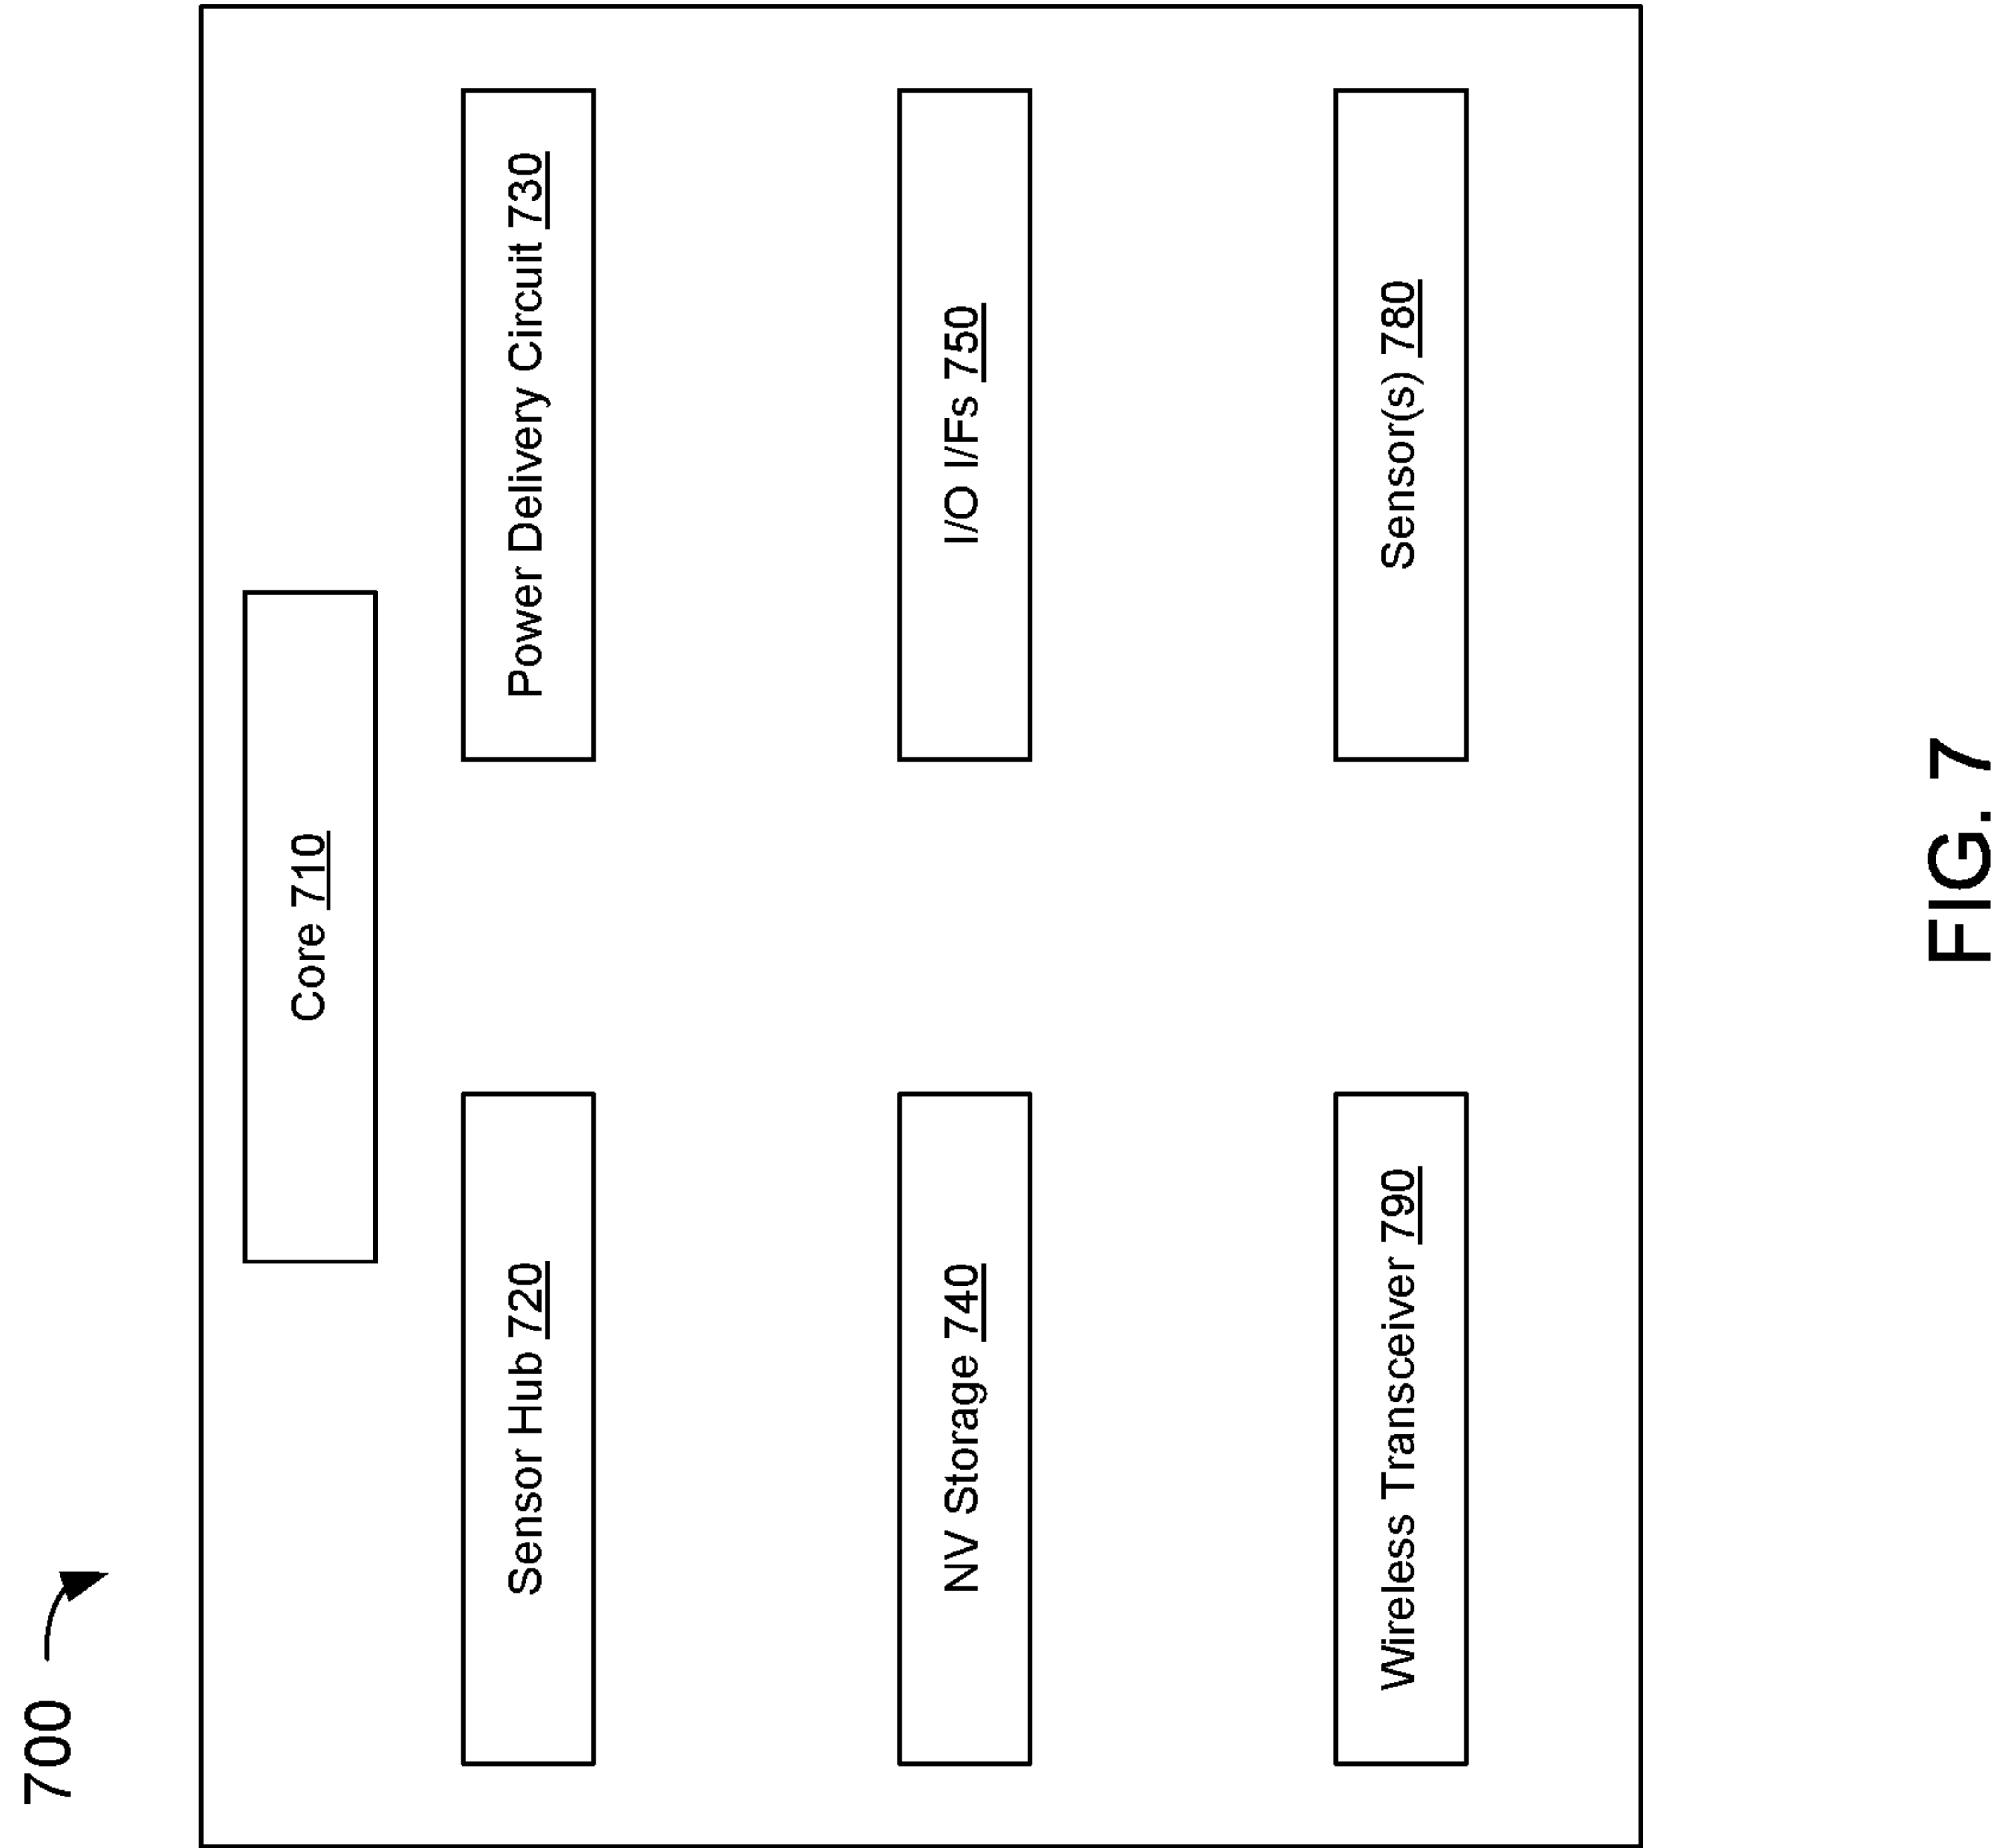 700
Core 710
Sensor Hub 720
Power Delivery Circuit 730
NV Storage 740
I/O I/Fs 750
Wireless Transceiver 790
Sensor(s) 780
FIG. 7